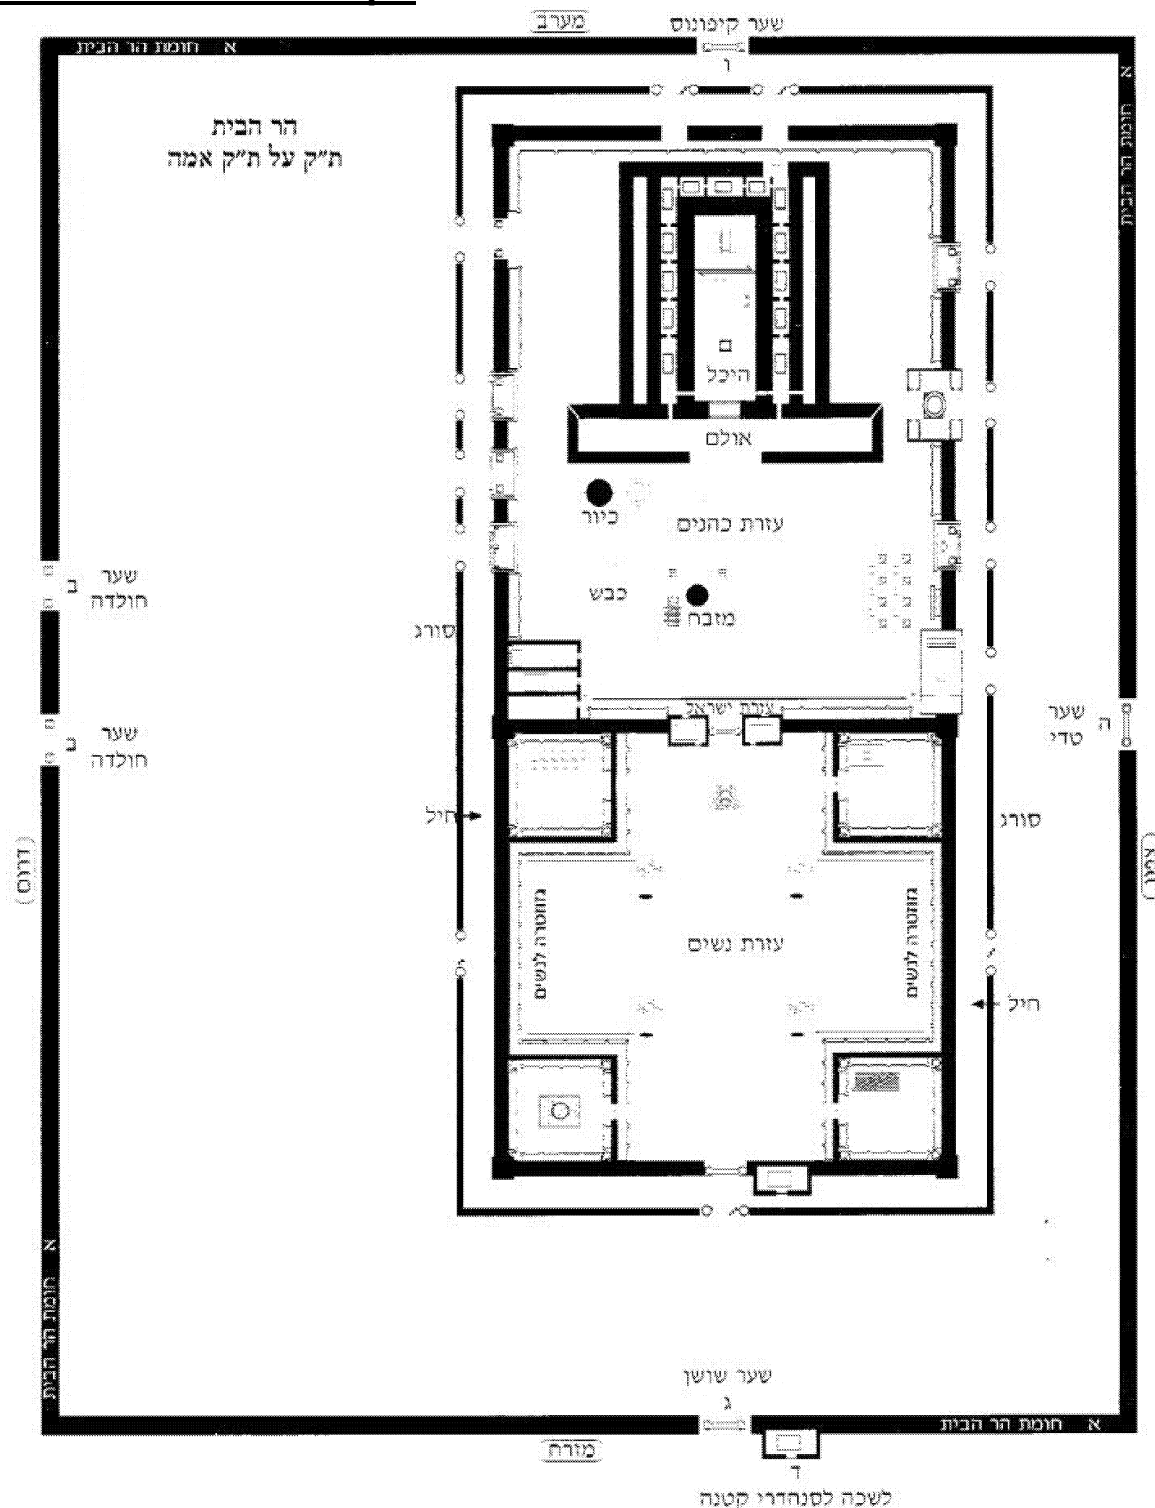 מערב
שער קיפונוס
ו
א חומת הר הבית
א חומת הר הבית
הר הבית
ת״ק על ת״ק אמה
היכל
אולם
כיור
עזרת כהנים
כבש
מזבח
שער
חולדה
ב
סורג
עזרת ישראל
שער
חולדה
ב
שער
טדי
ה
חיל
סורג
דרום
צפון
גזוזטרה לנשים
עזרת נשים
גזוזטרה לנשים
חיל
א חומת הר הבית
שער שושן
ג
א חומת הר הבית
מזרח
ד
לשכה לסנהדרי קטנה